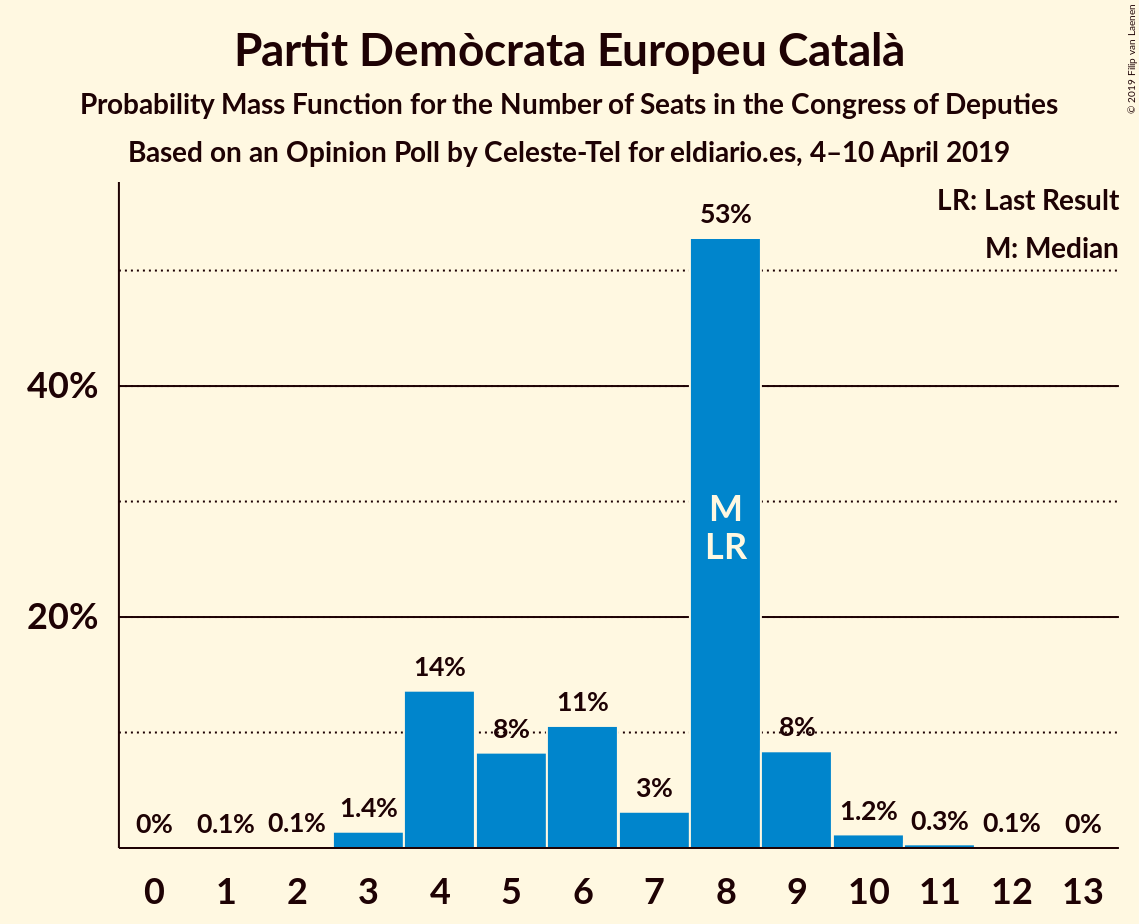 Partit Demòcrata Europeu Català
Probability Mass Function for the Number of Seats in the Congress of Deputies
Based on an Opinion Poll by Celeste-Tel for eldiario.es, 4–10 April 2019
© 2019 Filip van Laenen
LR: Last Result
M: Median
53%
40%
20%
M
LR
14%
8%
11%
3%
8%
0%
0.1%
0.1%
1.4%
1.2%
0.3%
0.1%
0%
0 1 2 3 4 5 6 7 8 9 10 11 12 13